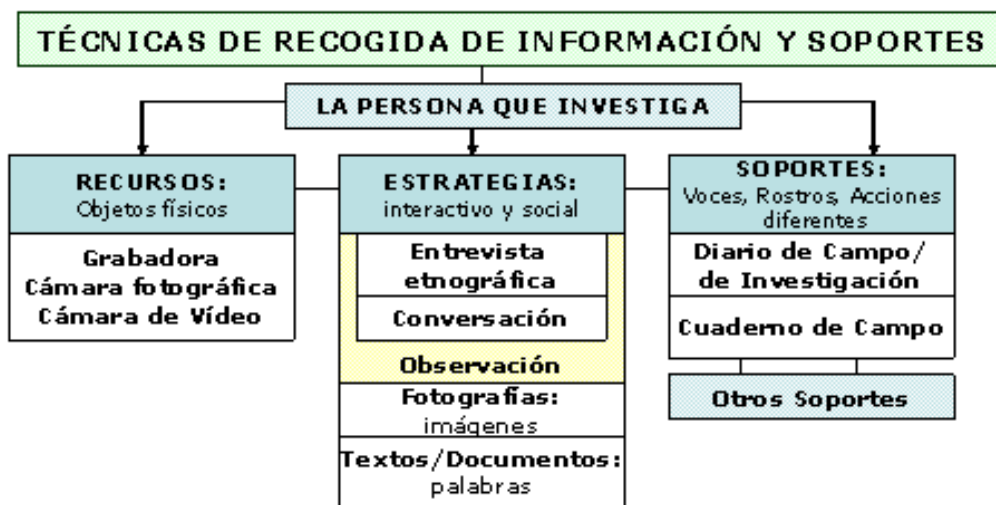 TÉCNICAS DE RECOGIDA DE INFORMACIÓN Y SOPORTES
LA PERSONA QUE INVESTIGA
RECURSOS:
Objetos físicos
Grabadora
Cámara fotográfica
Cámara de Vídeo
ESTRATEGIAS:
interactivo y social
Entrevista
etnográfica
Conversación
Observación
Fotografías:
imágenes
Textos/Documentos:
palabras
SOPORTES:
Voces, Rostros, Acciones
diferentes
Diario de Campo/
de Investigación
Cuaderno de Campo
Otros Soportes